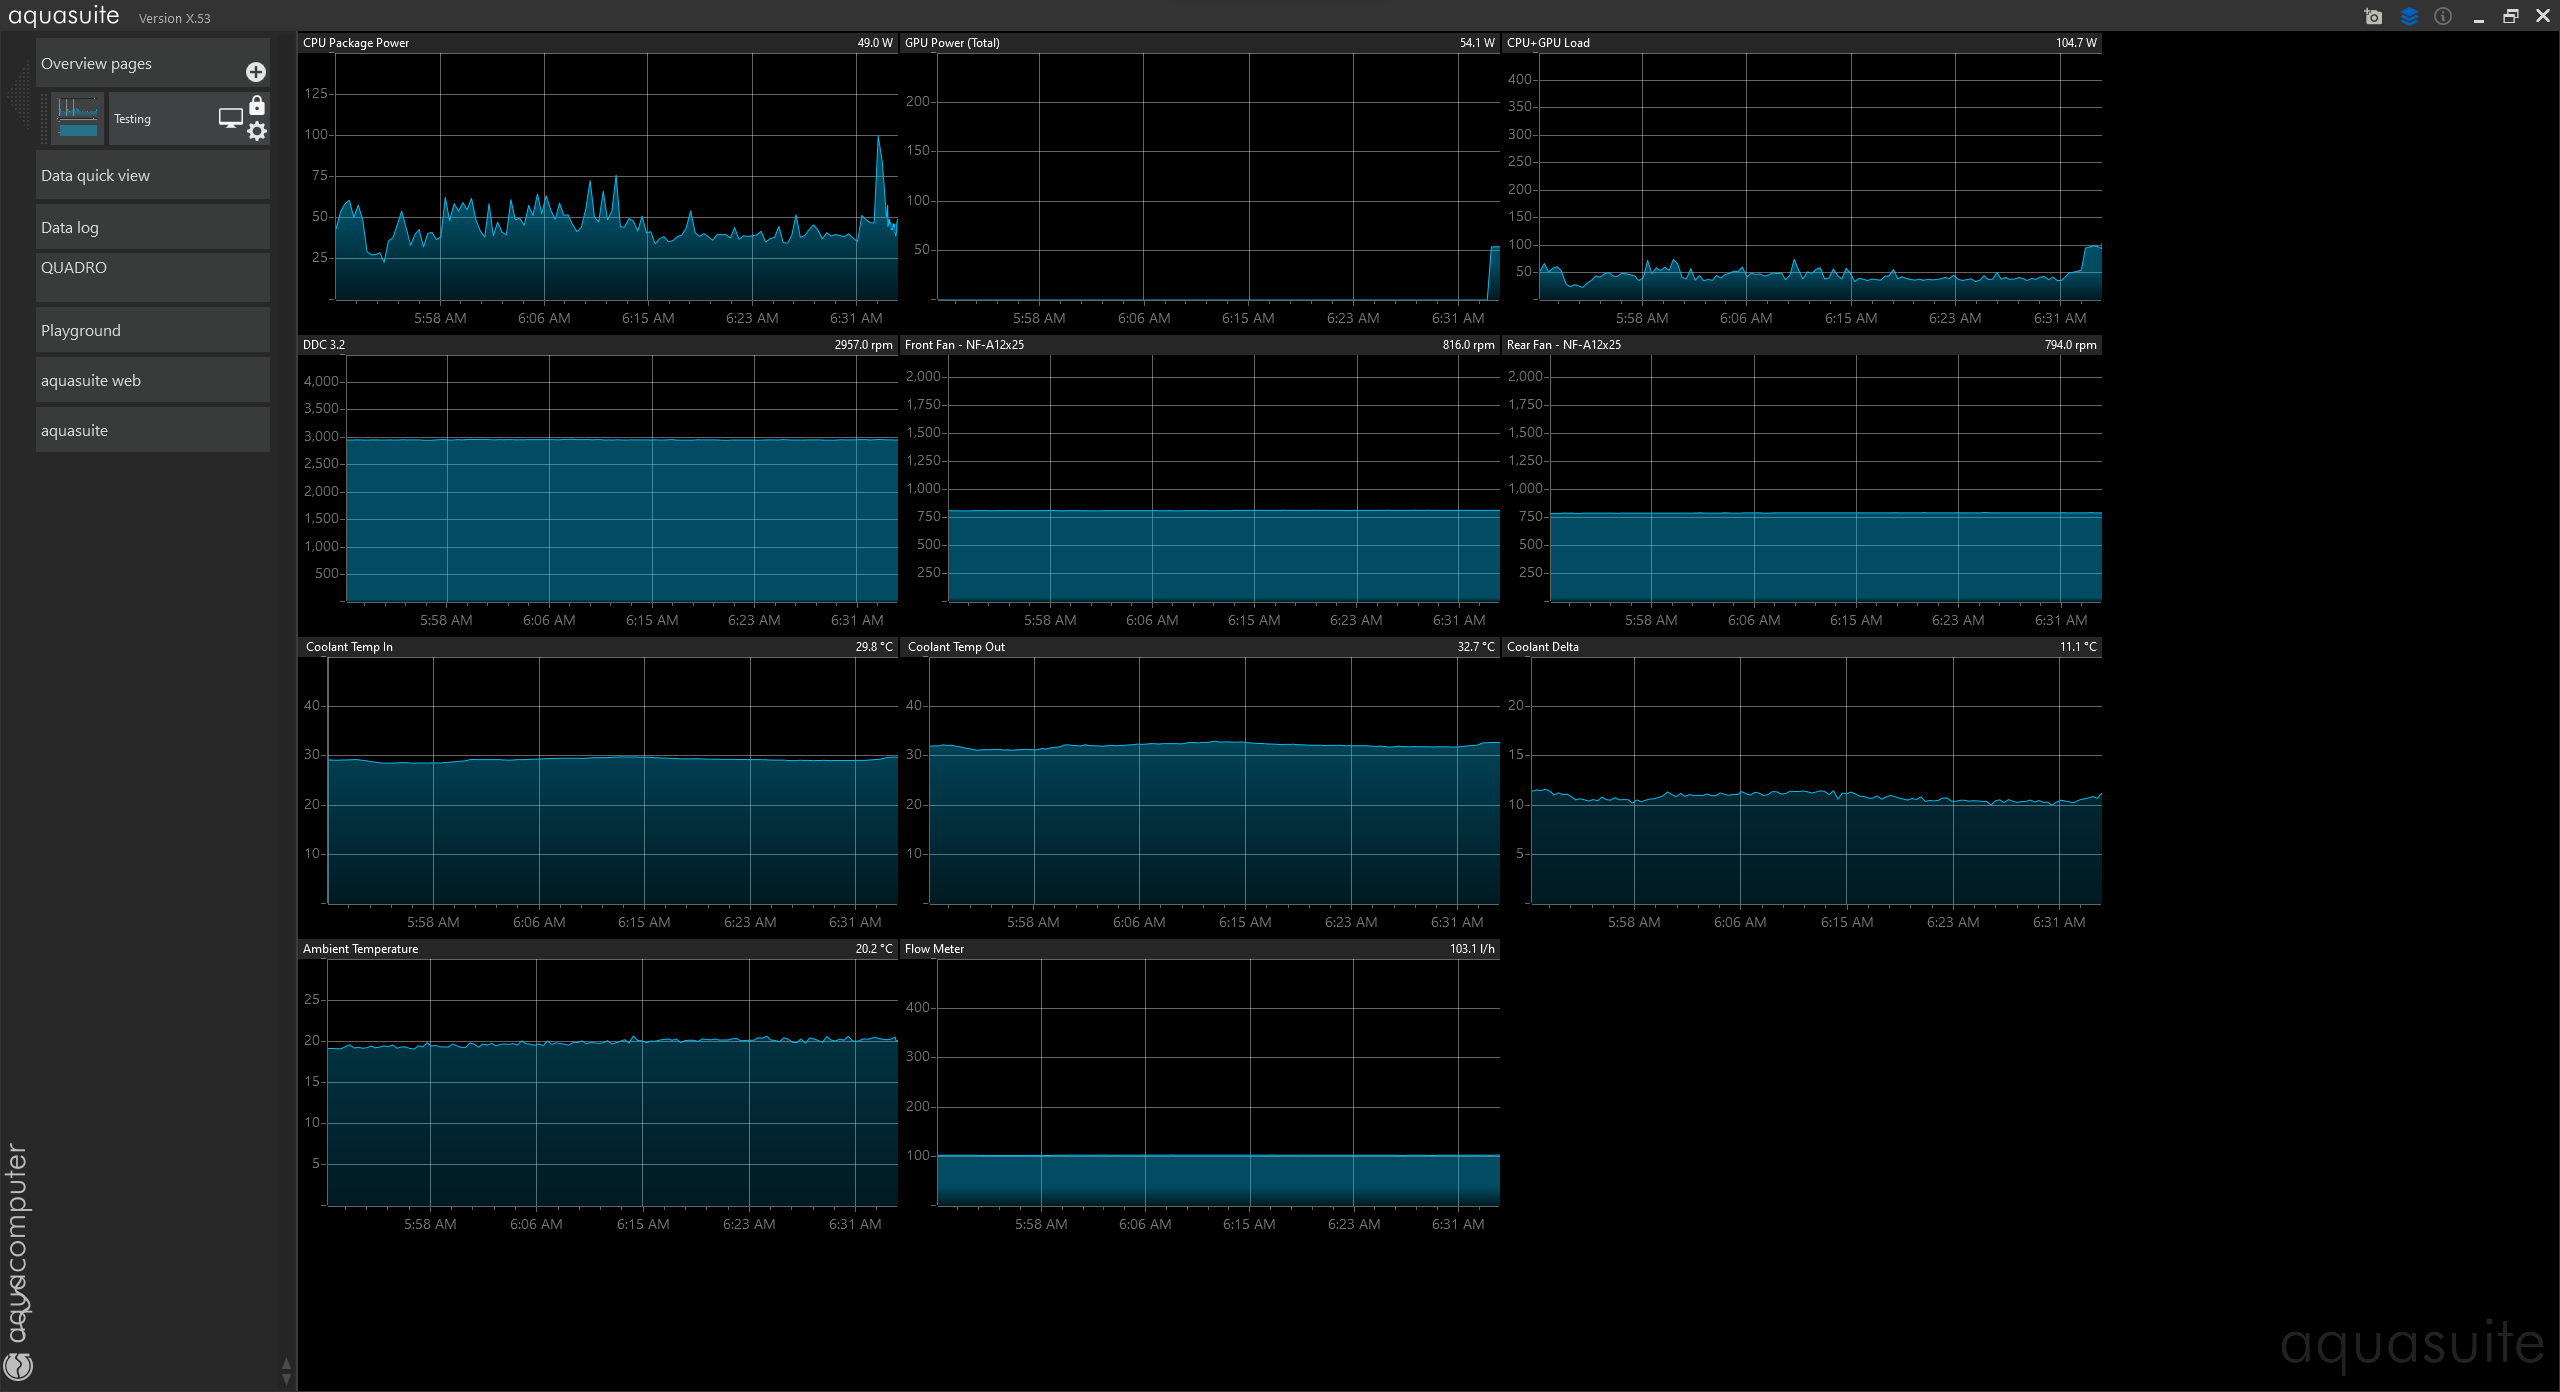 aquasuite Version X.53
Overview pages
Testing
Data quick view
Data log
QUADRO
Playground
aquasuite web
aquasuite
aquacomputer
CPU Package Power 49.0 W
125
100
75
50
25
5:58 AM 6:06 AM 6:15 AM 6:23 AM 6:31 AM
GPU Power (Total) 54.1 W
200
150
100
50
5:58 AM 6:06 AM 6:15 AM 6:23 AM 6:31 AM
CPU+GPU Load 104.7 W
400
350
300
250
200
150
100
50
5:58 AM 6:06 AM 6:15 AM 6:23 AM 6:31 AM
DDC 3.2 2957.0 rpm
4,000
3,500
3,000
2,500
2,000
1,500
1,000
500
5:58 AM 6:06 AM 6:15 AM 6:23 AM 6:31 AM
Front Fan - NF-A12x25 816.0 rpm
2,000
1,750
1,500
1,250
1,000
750
500
250
5:58 AM 6:06 AM 6:15 AM 6:23 AM 6:31 AM
Rear Fan - NF-A12x25 794.0 rpm
2,000
1,750
1,500
1,250
1,000
750
500
250
5:58 AM 6:06 AM 6:15 AM 6:23 AM 6:31 AM
Coolant Temp In 29.8 °C
40
30
20
10
5:58 AM 6:06 AM 6:15 AM 6:23 AM 6:31 AM
Coolant Temp Out 32.7 °C
40
30
20
10
5:58 AM 6:06 AM 6:15 AM 6:23 AM 6:31 AM
Coolant Delta 11.1 °C
20
15
10
5
5:58 AM 6:06 AM 6:15 AM 6:23 AM 6:31 AM
Ambient Temperature 20.2 °C
25
20
15
10
5
5:58 AM 6:06 AM 6:15 AM 6:23 AM 6:31 AM
Flow Meter 103.1 l/h
400
300
200
100
5:58 AM 6:06 AM 6:15 AM 6:23 AM 6:31 AM
aquasuite